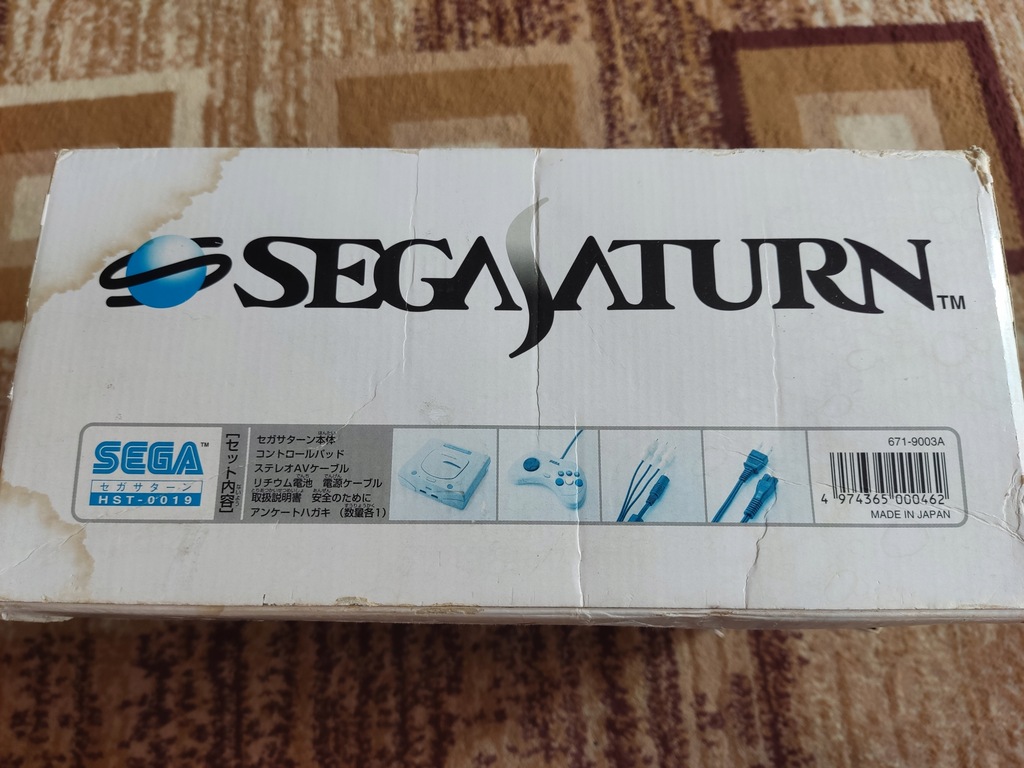 SEGA SATURN™
SEGA™
セガサターン
HST-0019
[セット内容]
セガサターン本体
コントロールパッド
ステレオAVケーブル
リチウム電池 電源ケーブル
取扱説明書 安全のために
アンケートハガキ (数量各1)
671-9003A
4 974365 000462
MADE IN JAPAN